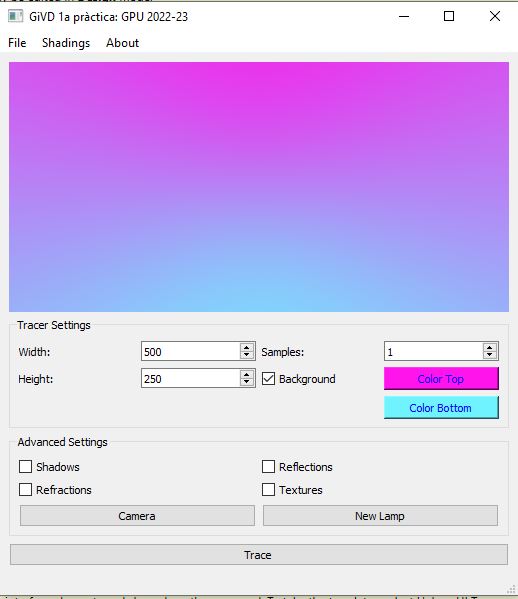 GiVD 1a pràctica: GPU 2022-23
File Shadings About
Tracer Settings
Width: 500 Samples: 1
Height: 250 Background Color Top
Color Bottom
Advanced Settings
Shadows Reflections
Refractions Textures
Camera New Lamp
Trace